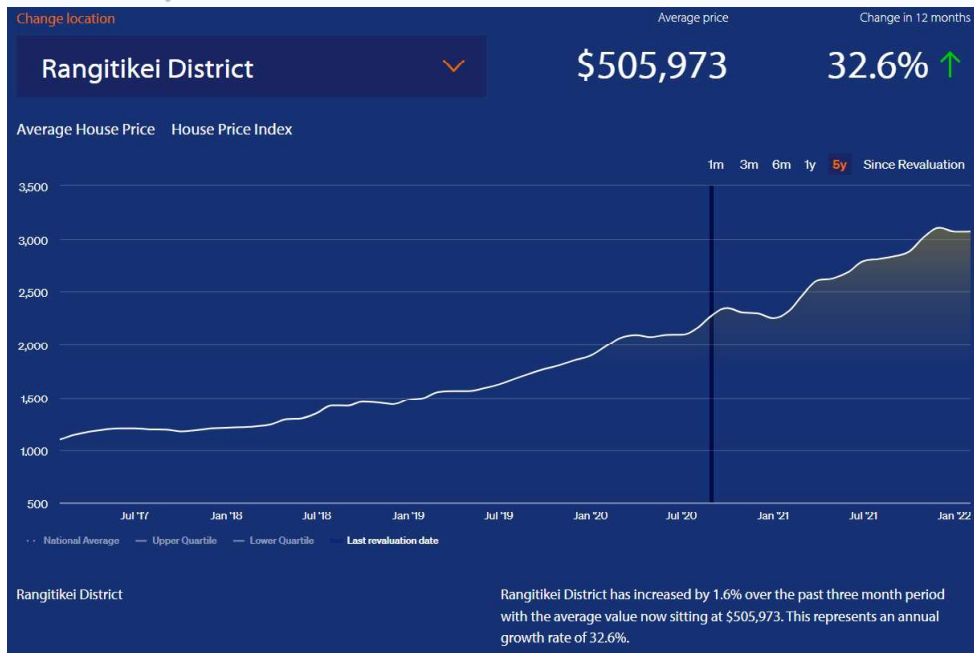 Change location
Average price
Change in 12 months
Rangitikei District
$505,973
32.6%
Average House Price
House Price Index
1m 3m 6m 1y 5y Since Revaluation
3,500
3,000
2,500
2,000
1,500
1,000
500
Jul '17 Jan '18 Jul '18 Jan '19 Jul '19 Jan '20 Jul '20 Jan '21 Jul '21 Jan '22
National Average Upper Quartile Lower Quartile Last revaluation date
Rangitikei District
Rangitikei District has increased by 1.6% over the past three month period
with the average value now sitting at $505,973. This represents an annual
growth rate of 32.6%.